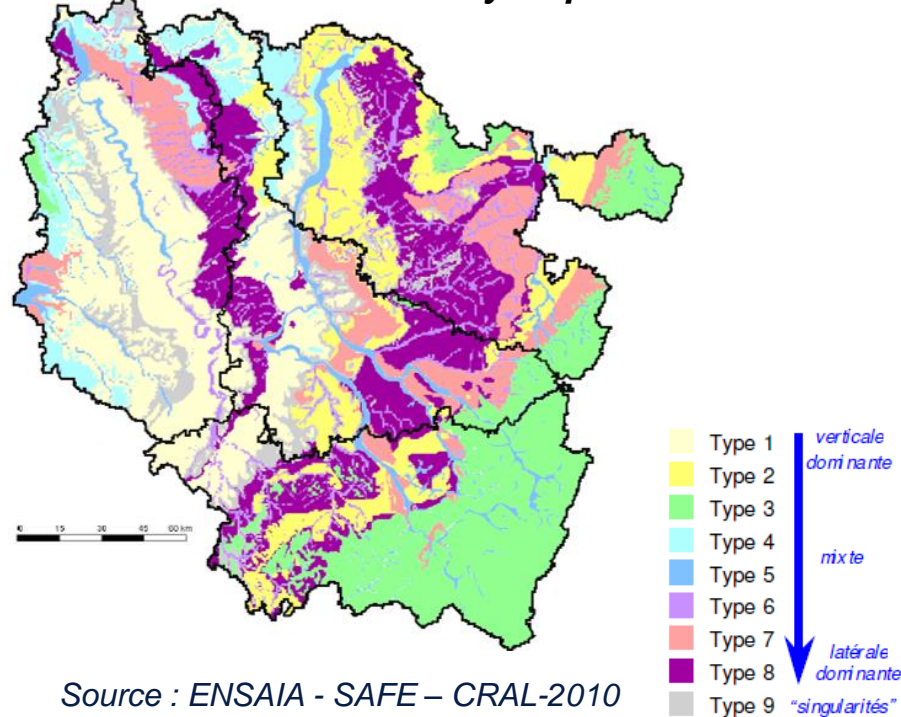 0 15 30 45 60 km
Type 1
verticale
dominante
Type 2
Type 3
Type 4
Type 5
mixte
Type 6
Type 7
latérale
dominante
Type 8
Type 9 "singularités"
Source : ENSAIA - SAFE – CRAL-2010